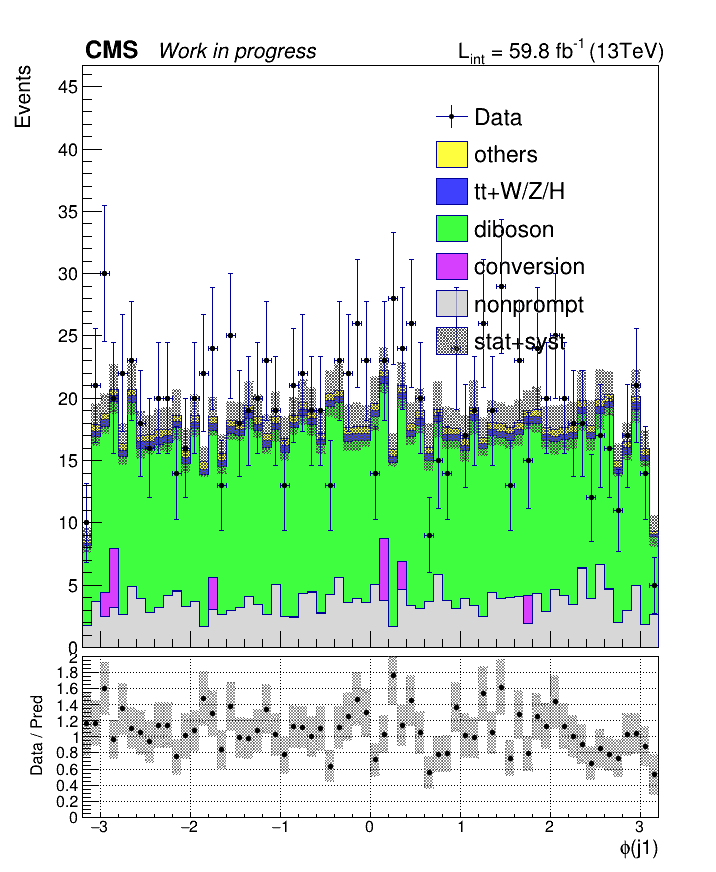 CMS Work in progress L_int = 59.8 fb^-1 (13TeV)
Events
45
40
35
30
25
20
15
10
5
0
Data
others
tt+W/Z/H
diboson
conversion
nonprompt
stat+syst
Data / Pred
2
1.8
1.6
1.4
1.2
1
0.8
0.6
0.4
0.2
0
−3 −2 −1 0 1 2 3
ϕ(j1)